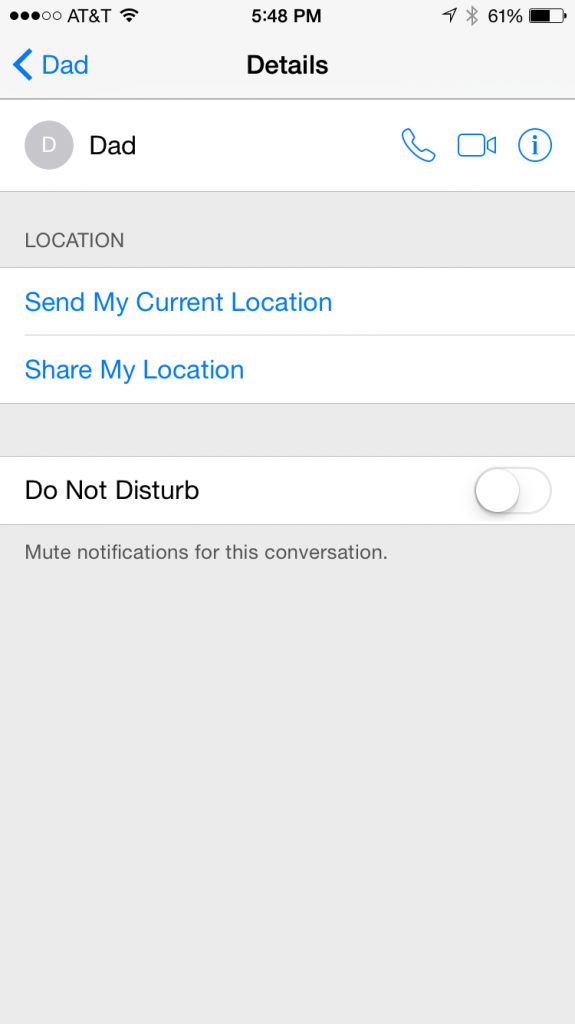 AT&T 5:48 PM 61%
Dad Details
D Dad
LOCATION
Send My Current Location
Share My Location
Do Not Disturb
Mute notifications for this conversation.